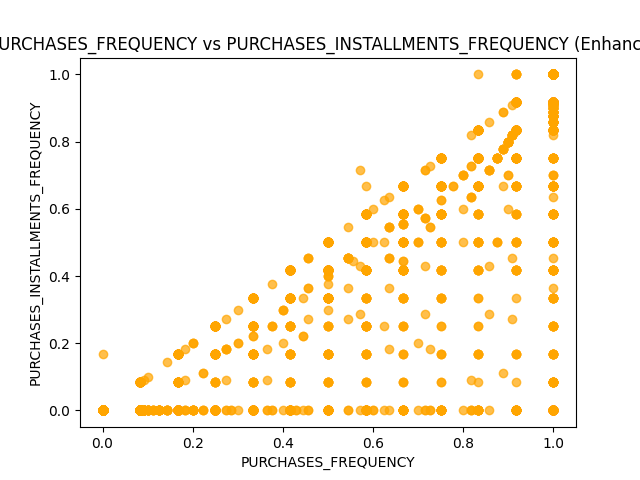 URCHASES_FREQUENCY vs PURCHASES_INSTALLMENTS_FREQUENCY (Enhanc
PURCHASES_INSTALLMENTS_FREQUENCY
1.0
0.8
0.6
0.4
0.2
0.0
0.0 0.2 0.4 0.6 0.8 1.0
PURCHASES_FREQUENCY